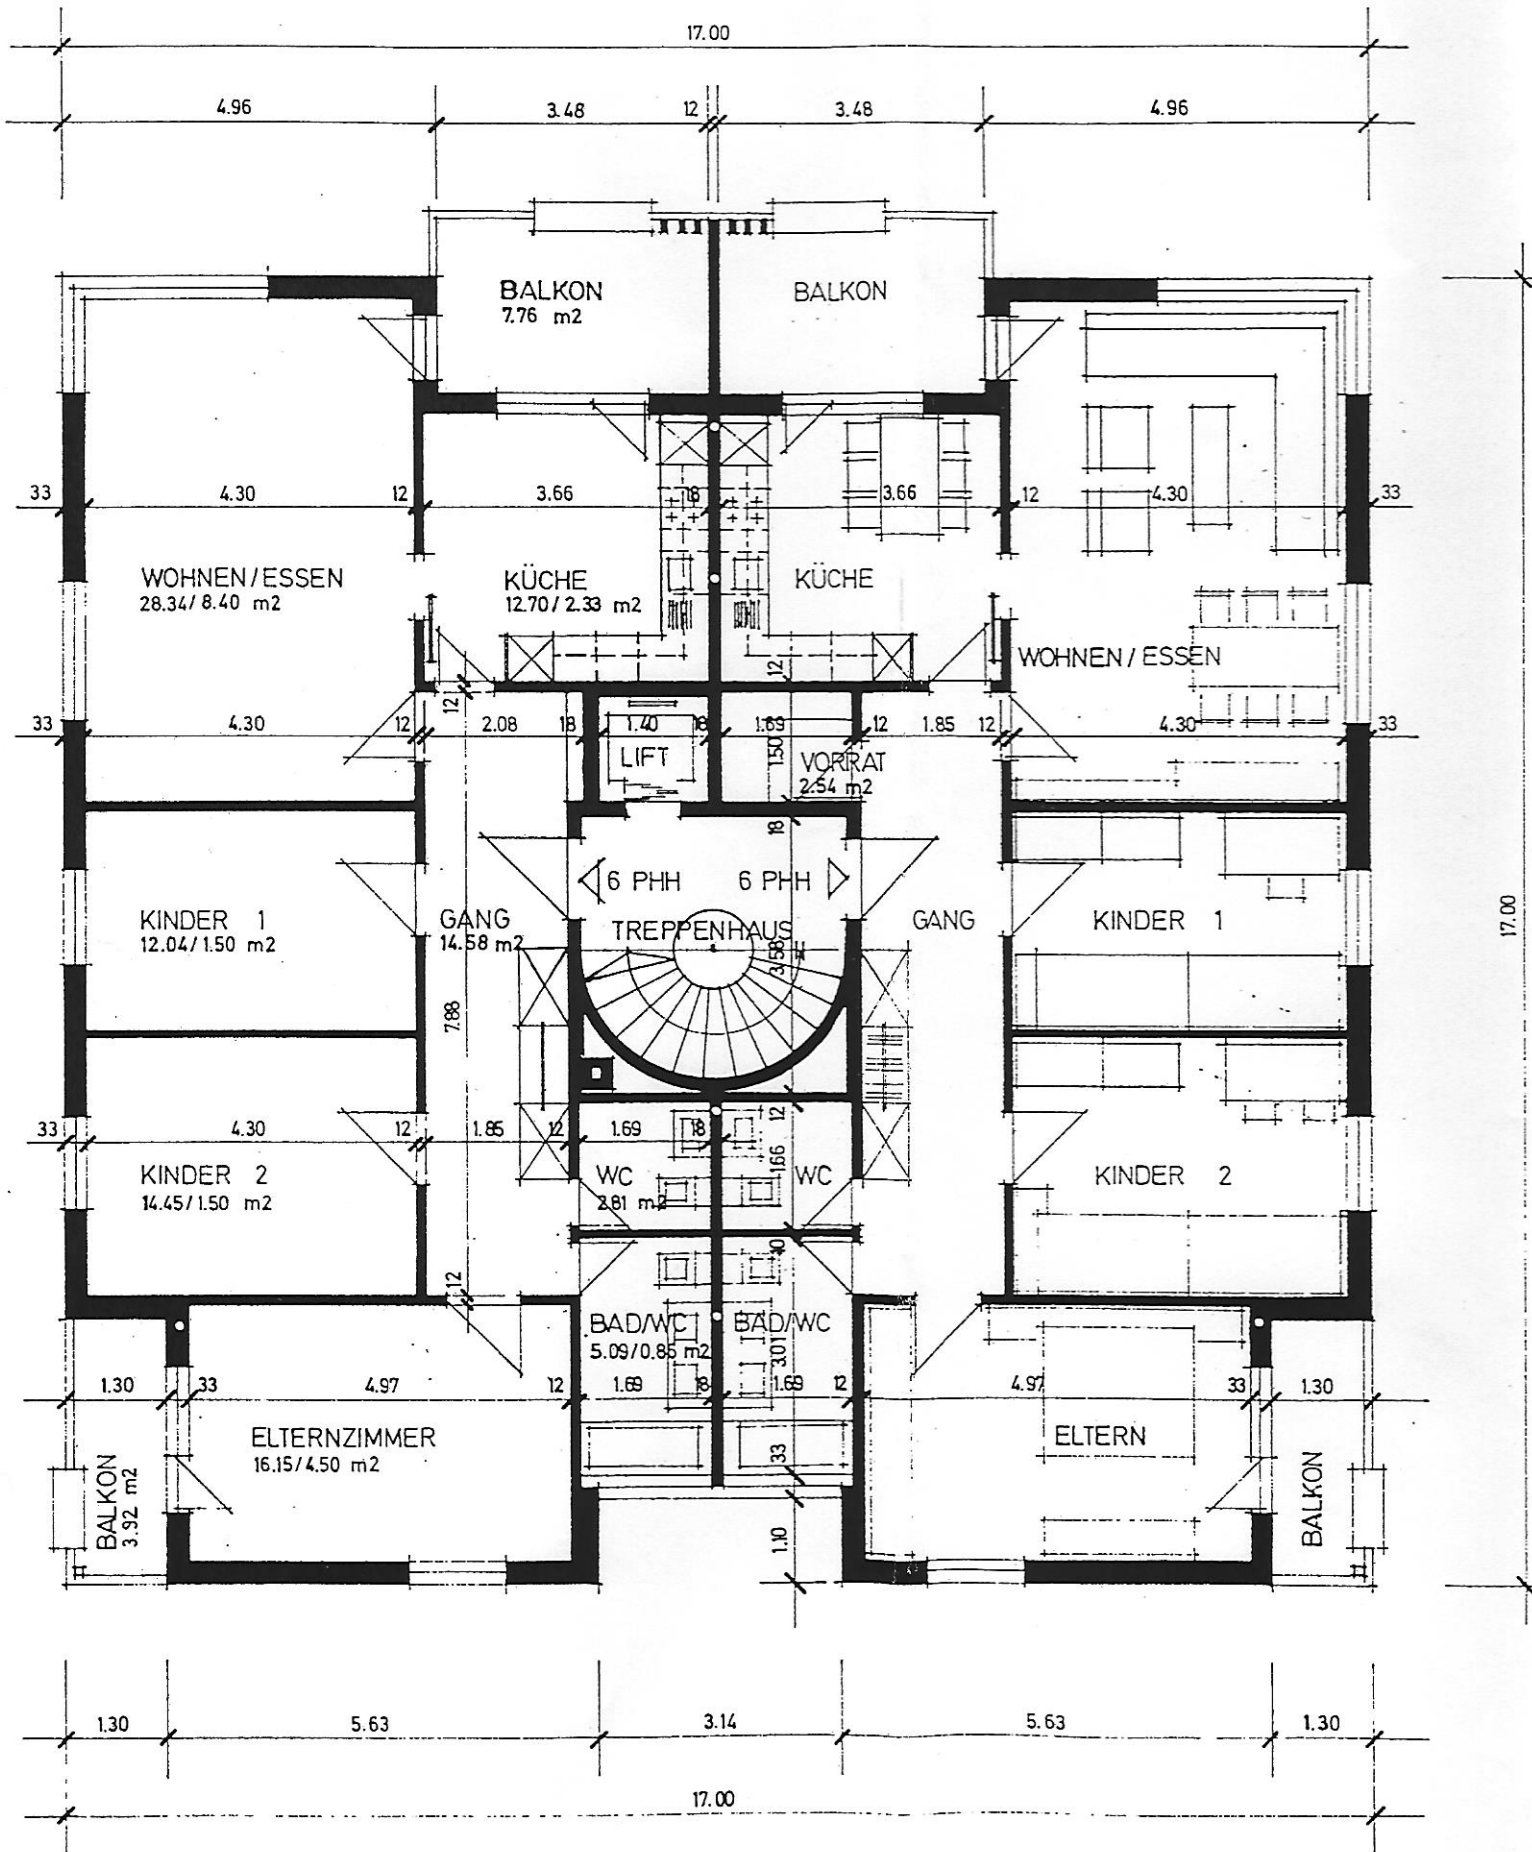 17.00
4.96 3.48 12 3.48 4.96
BALKON
7.76 m2
BALKON
33 4.30 12 3.66 18 3.66 12 4.30 33
WOHNEN/ESSEN
28.34/8.40 m2
KÜCHE
12.70/2.33 m2
KÜCHE
WOHNEN/ESSEN
12
12
33 4.30 12 2.08 18 1.40 18 1.69 12 1.85 12 4.30 33
1.50
LIFT
VORRAT
2.54 m2
18
6 PHH 6 PHH
KINDER 1
12.04/1.50 m2
GANG
14.58 m2
TREPPENHAUS
GANG
KINDER 1
3.58
7.88
17.00
12
33 4.30 12 1.85 12 1.69 18
1.66
KINDER 2
14.45/1.50 m2
WC
2.81 m2
WC
KINDER 2
10
12
BAD/WC
5.09/0.85 m2
BAD/WC
3.01
1.30 33 4.97 12 1.69 18 1.69 12 4.97 33 1.30
ELTERNZIMMER
16.15/4.50 m2
ELTERN
33
BALKON
3.92 m2
BALKON
1.10
1.30 5.63 3.14 5.63 1.30
17.00